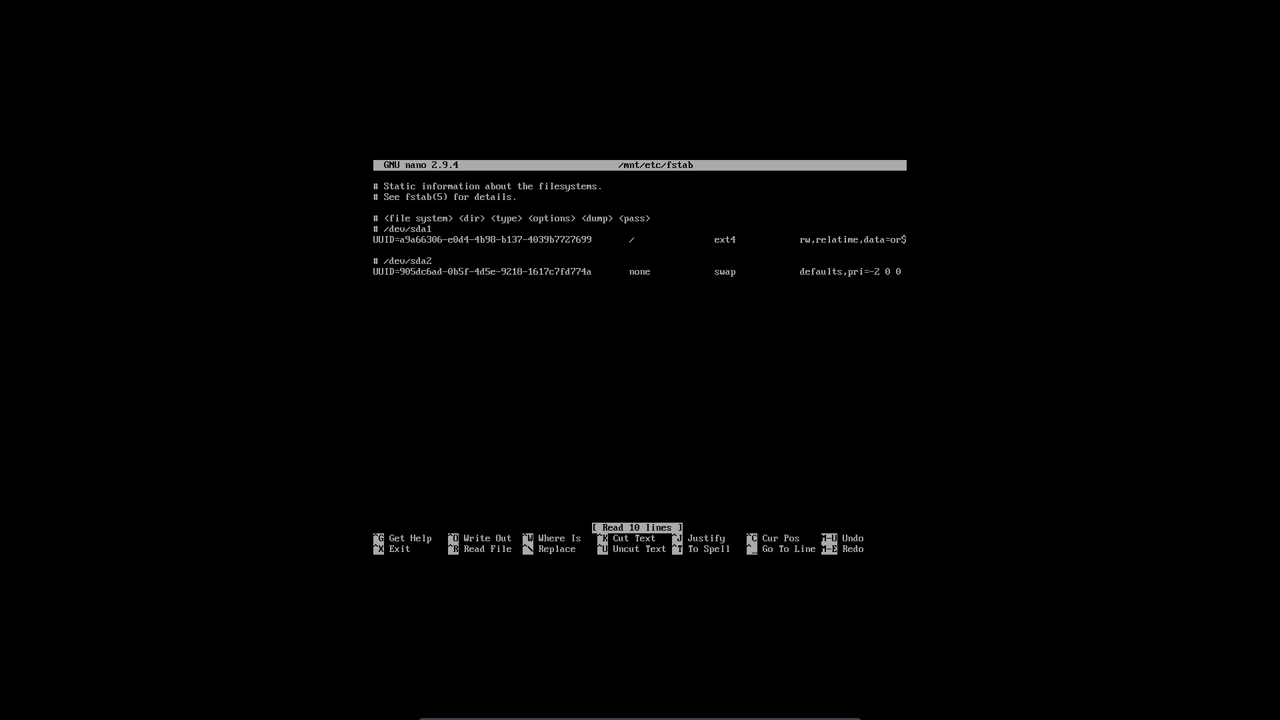 GNU nano 2.9.4 /mnt/etc/fstab
# Static information about the filesystems.
# See fstab(5) for details.
# <file system> <dir> <type> <options> <dump> <pass>
# /dev/sda1
UUID=a9a66306-e0d4-4b98-b137-4039b7727699 / ext4 rw,relatime,data=or$
# /dev/sda2
UUID=905dc6ad-0b5f-4d5e-9218-1617c7fd774a none swap defaults,pri=-2 0 0
[ Read 10 lines ]
^G Get Help ^O Write Out ^W Where Is ^K Cut Text ^J Justify ^C Cur Pos M-U Undo
^X Exit ^R Read File ^\ Replace ^U Uncut Text ^T To Spell ^_ Go To Line M-E Redo